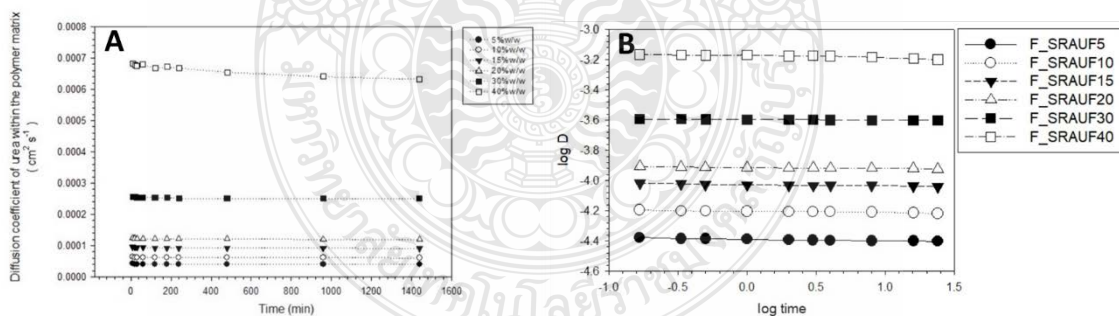 A
Diffusion coefficient of urea within the polymer matrix
( cm² s⁻¹ )
0.0008
0.0007
0.0006
0.0005
0.0004
0.0003
0.0002
0.0001
0.0000
-200 0 200 400 600 800 1000 1200 1400 1600
Time (min)
5%w/w
10%w/w
15%w/w
20%w/w
30%w/w
40%w/w
B
log D
-3.0
-3.2
-3.4
-3.6
-3.8
-4.0
-4.2
-4.4
-4.6
-1.0 -0.5 0.0 0.5 1.0 1.5
log time
F_SRAUF5
F_SRAUF10
F_SRAUF15
F_SRAUF20
F_SRAUF30
F_SRAUF40